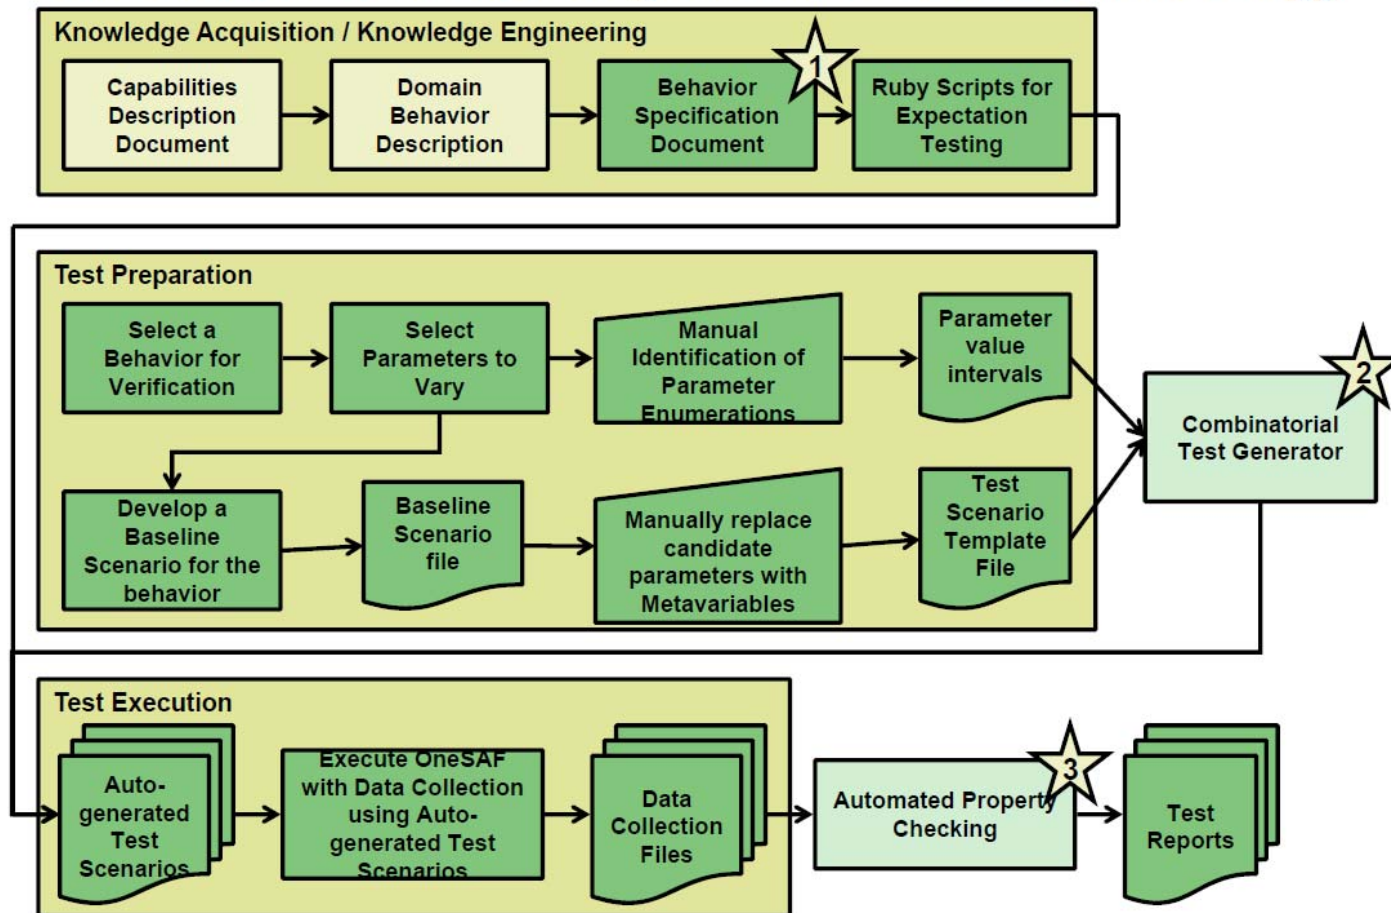 Knowledge Acquisition / Knowledge Engineering
Capabilities
Description
Document
Domain
Behavior
Description
Behavior
Specification
Document
1
Ruby Scripts for
Expectation
Testing
Test Preparation
Select a
Behavior for
Verification
Select
Parameters to
Vary
Manual
Identification of
Parameter
Enumerations
Parameter
value
intervals
2
Combinatorial
Test Generator
Develop a
Baseline
Scenario for the
behavior
Baseline
Scenario
file
Manually replace
candidate
parameters with
Metavariables
Test
Scenario
Template
File
Test Execution
Auto-
generated
Test
Scenarios
Execute OneSAF
with Data Collection
using Auto-
generated Test
Scenarios
Data
Collection
Files
3
Automated Property
Checking
Test
Reports